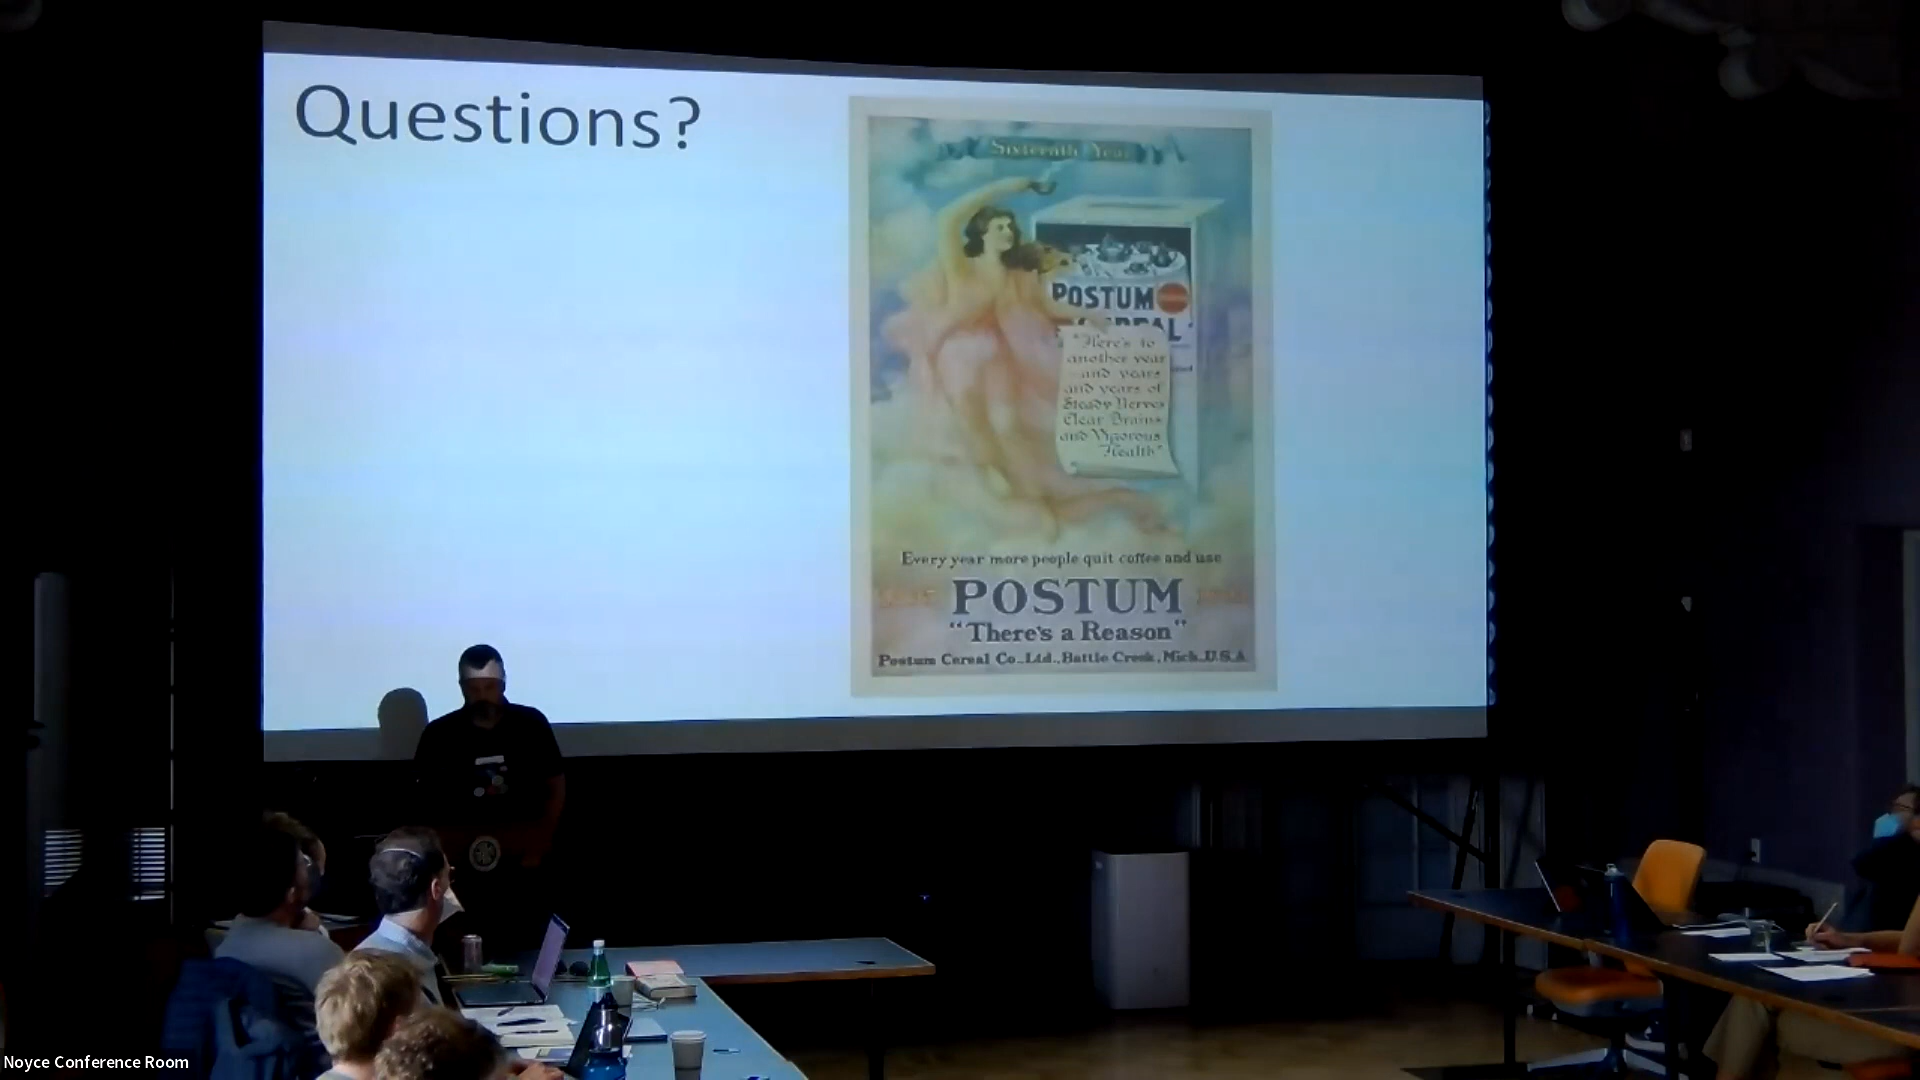 Questions?
Sixteenth Year
POSTUM
CEREAL
"Here's to
another year
and years
and years of
Steady Nerves
Clear Brains
and Vigorous
Health"
Every year more people quit coffee and use
POSTUM
"There's a Reason"
Postum Cereal Co., Ltd., Battle Creek, Mich., U.S.A.
Noyce Conference Room